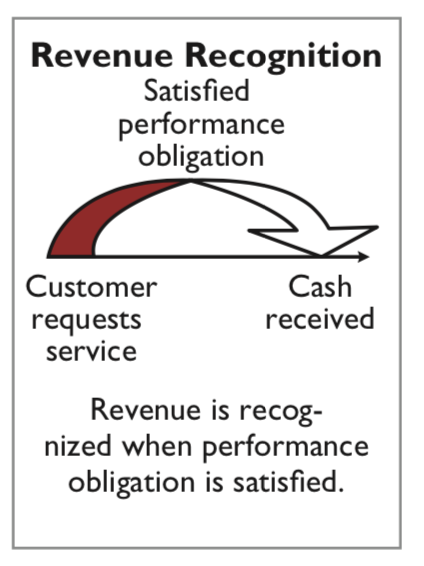 Revenue Recognition
Satisfied
performance
obligation
Customer
requests
service
Cash
received
Revenue is recog-
nized when performance
obligation is satisfied.